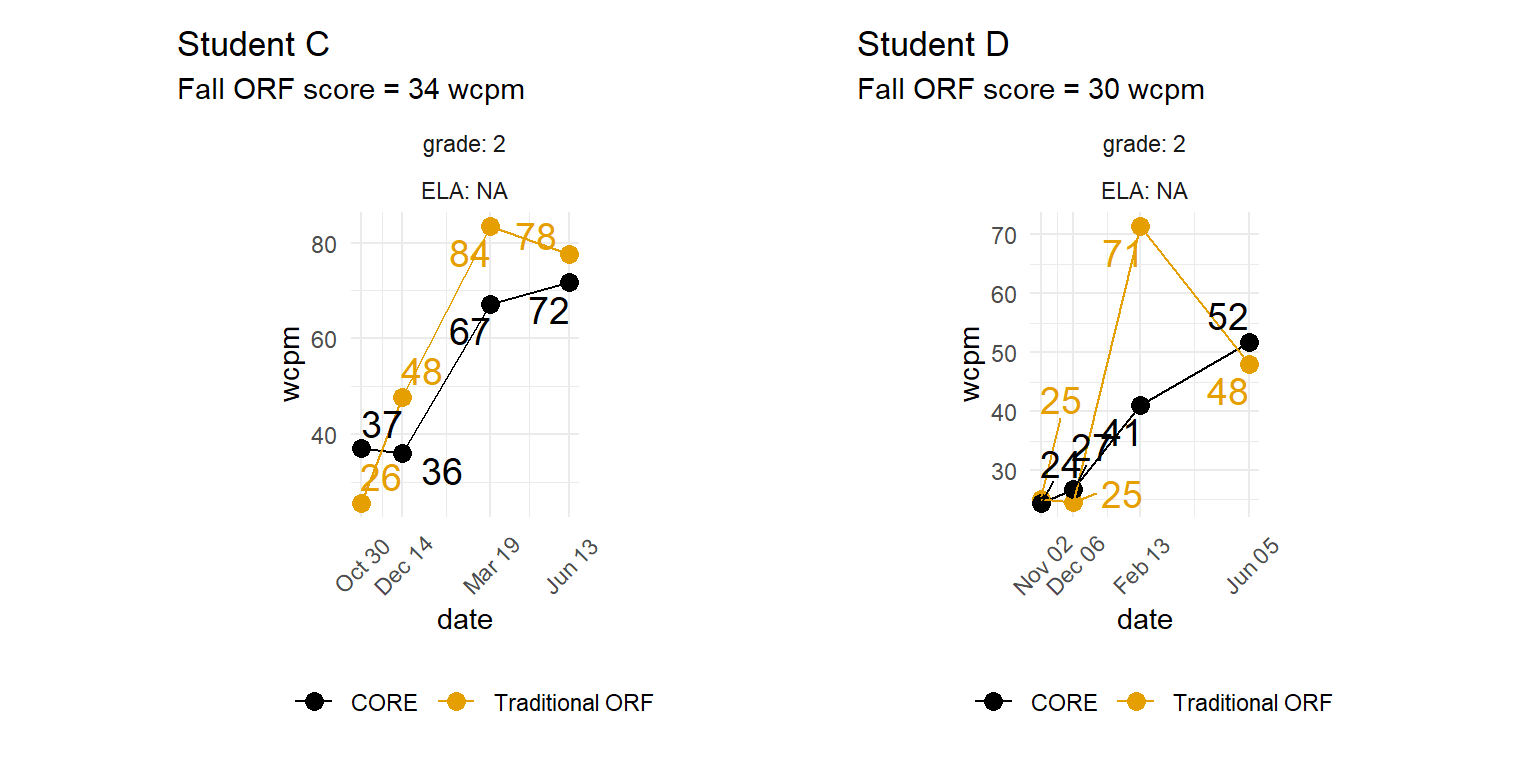 Student C
Fall ORF score = 34 wcpm
grade: 2
ELA: NA
80
60
40
wcpm
84
78
67
72
48
37
26
36
Oct 30
Dec 14
Mar 19
Jun 13
date
CORE
Traditional ORF
Student D
Fall ORF score = 30 wcpm
grade: 2
ELA: NA
70
60
50
40
30
wcpm
71
52
48
25
41
27
24
25
Nov 02
Dec 06
Feb 13
Jun 05
date
CORE
Traditional ORF